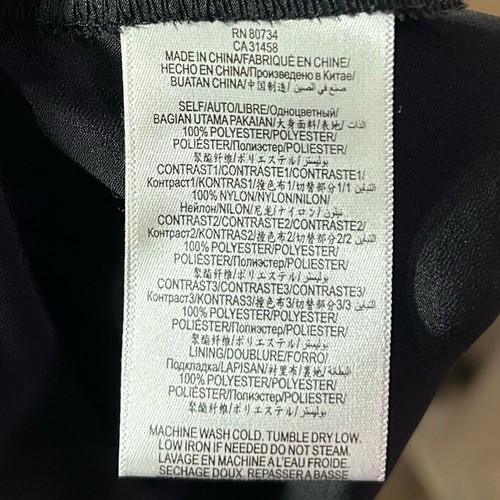 RN 80734
CA 31458
MADE IN CHINA/FABRIQUÉ EN CHINE/
HECHO EN CHINA/Произведено в Китае/
BUATAN CHINA/中国制造/ صنع في الصين
SELF/AUTO/LIBRE/Одноцветный/
BAGIAN UTAMA PAKAIAN/大身面料/表地/ الذات
100% POLYESTER/POLYESTER/
POLIÉSTER/Полиэстер/POLIESTER/
聚酯纤维/ポリエステル/ بوليستر
CONTRAST1/CONTRASTE1/CONTRASTE1/
Контраст1/KONTRAS1/撞色布1/切替部分1/ التباين1
100% NYLON/NYLON/NILON/
Нейлон/NILON/尼龙/ナイロン/ نيلون
CONTRAST2/CONTRASTE2/CONTRASTE2/
Контраст2/KONTRAS2/撞色布2/切替部分2/ التباين2
100% POLYESTER/POLYESTER/
POLIÉSTER/Полиэстер/POLIESTER/
聚酯纤维/ポリエステル/ بوليستر
CONTRAST3/CONTRASTE3/CONTRASTE3/
Контраст3/KONTRAS3/撞色布3/切替部分3/ التباين3
100% POLYESTER/POLYESTER/
POLIÉSTER/Полиэстер/POLIESTER/
聚酯纤维/ポリエステル/ بوليستر
LINING/DOUBLURE/FORRO/
Подкладка/LAPISAN/衬里布/裏地/ البطانة
100% POLYESTER/POLYESTER/
POLIÉSTER/Полиэстер/POLIESTER/
聚酯纤维/ポリエステル/ بوليستر
MACHINE WASH COLD. TUMBLE DRY LOW.
LOW IRON IF NEEDED DO NOT STEAM.
LAVAGE EN MACHINE A L'EAU FROIDE.
SECHAGE DOUX. REPASSER A BASSE